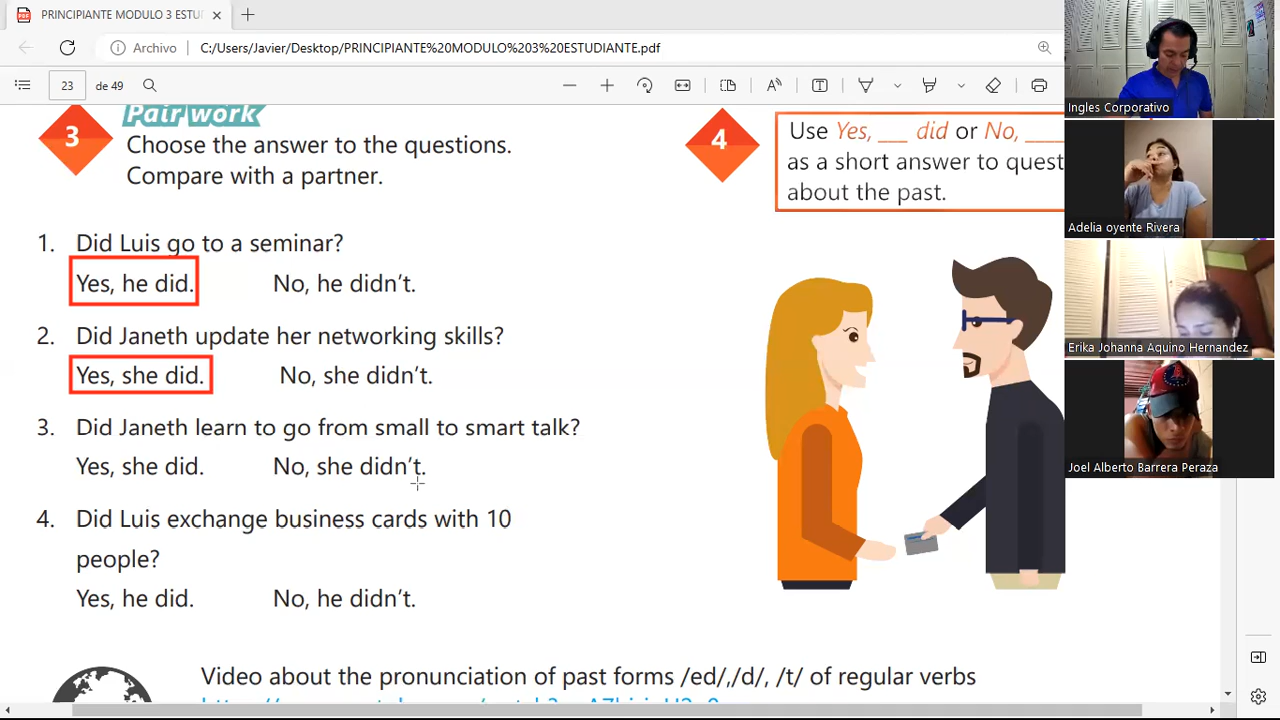 PRINCIPIANTE MODULO 3 ESTU
Archivo
C:/Users/Javier/Desktop/PRINCIPIANTE%20MODULO%203%20ESTUDIANTE.pdf
23
de 49
3
Pair work
Choose the answer to the questions.
Compare with a partner.
1. Did Luis go to a seminar?
Yes, he did. No, he didn't.
2. Did Janeth update her networking skills?
Yes, she did. No, she didn't.
3. Did Janeth learn to go from small to smart talk?
Yes, she did. No, she didn't.
4. Did Luis exchange business cards with 10
people?
Yes, he did. No, he didn't.
4
Use Yes, ___ did or No, ____
as a short answer to quest
about the past.
Video about the pronunciation of past forms /ed/,/d/, /t/ of regular verbs
Ingles Corporativo
Adelia oyente Rivera
Erika Johanna Aquino Hernandez
Joel Alberto Barrera Peraza